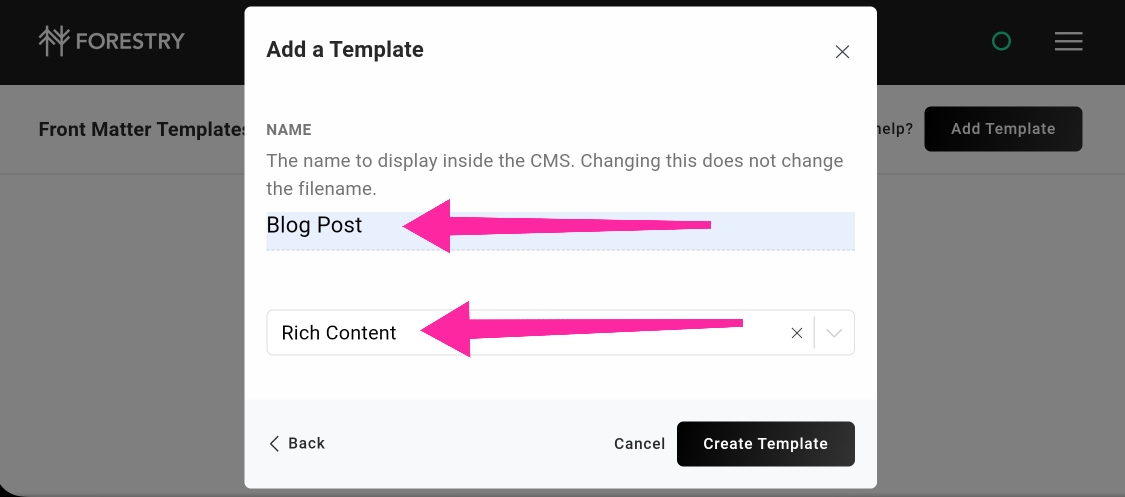 FORESTRY
Front Matter Templates
help?
Add Template
Add a Template
NAME
The name to display inside the CMS. Changing this does not change
the filename.
Blog Post
Rich Content
Back
Cancel
Create Template